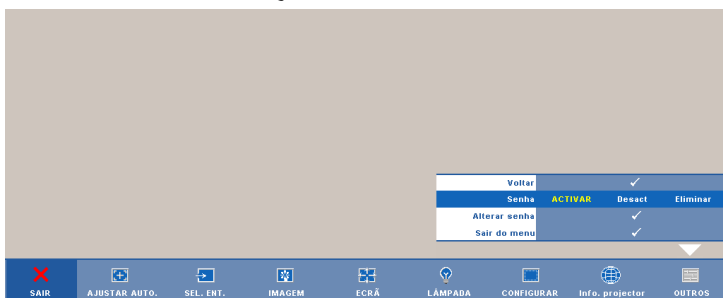 Voltar
Senha ACTIVAR Desact Eliminar
Alterar senha
Sair do menu
SAIR AJUSTAR AUTO. SEL. ENT. IMAGEM ECRÃ LÂMPADA CONFIGURAR Info. projector OUTROS